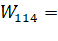 W₁₁₄ =